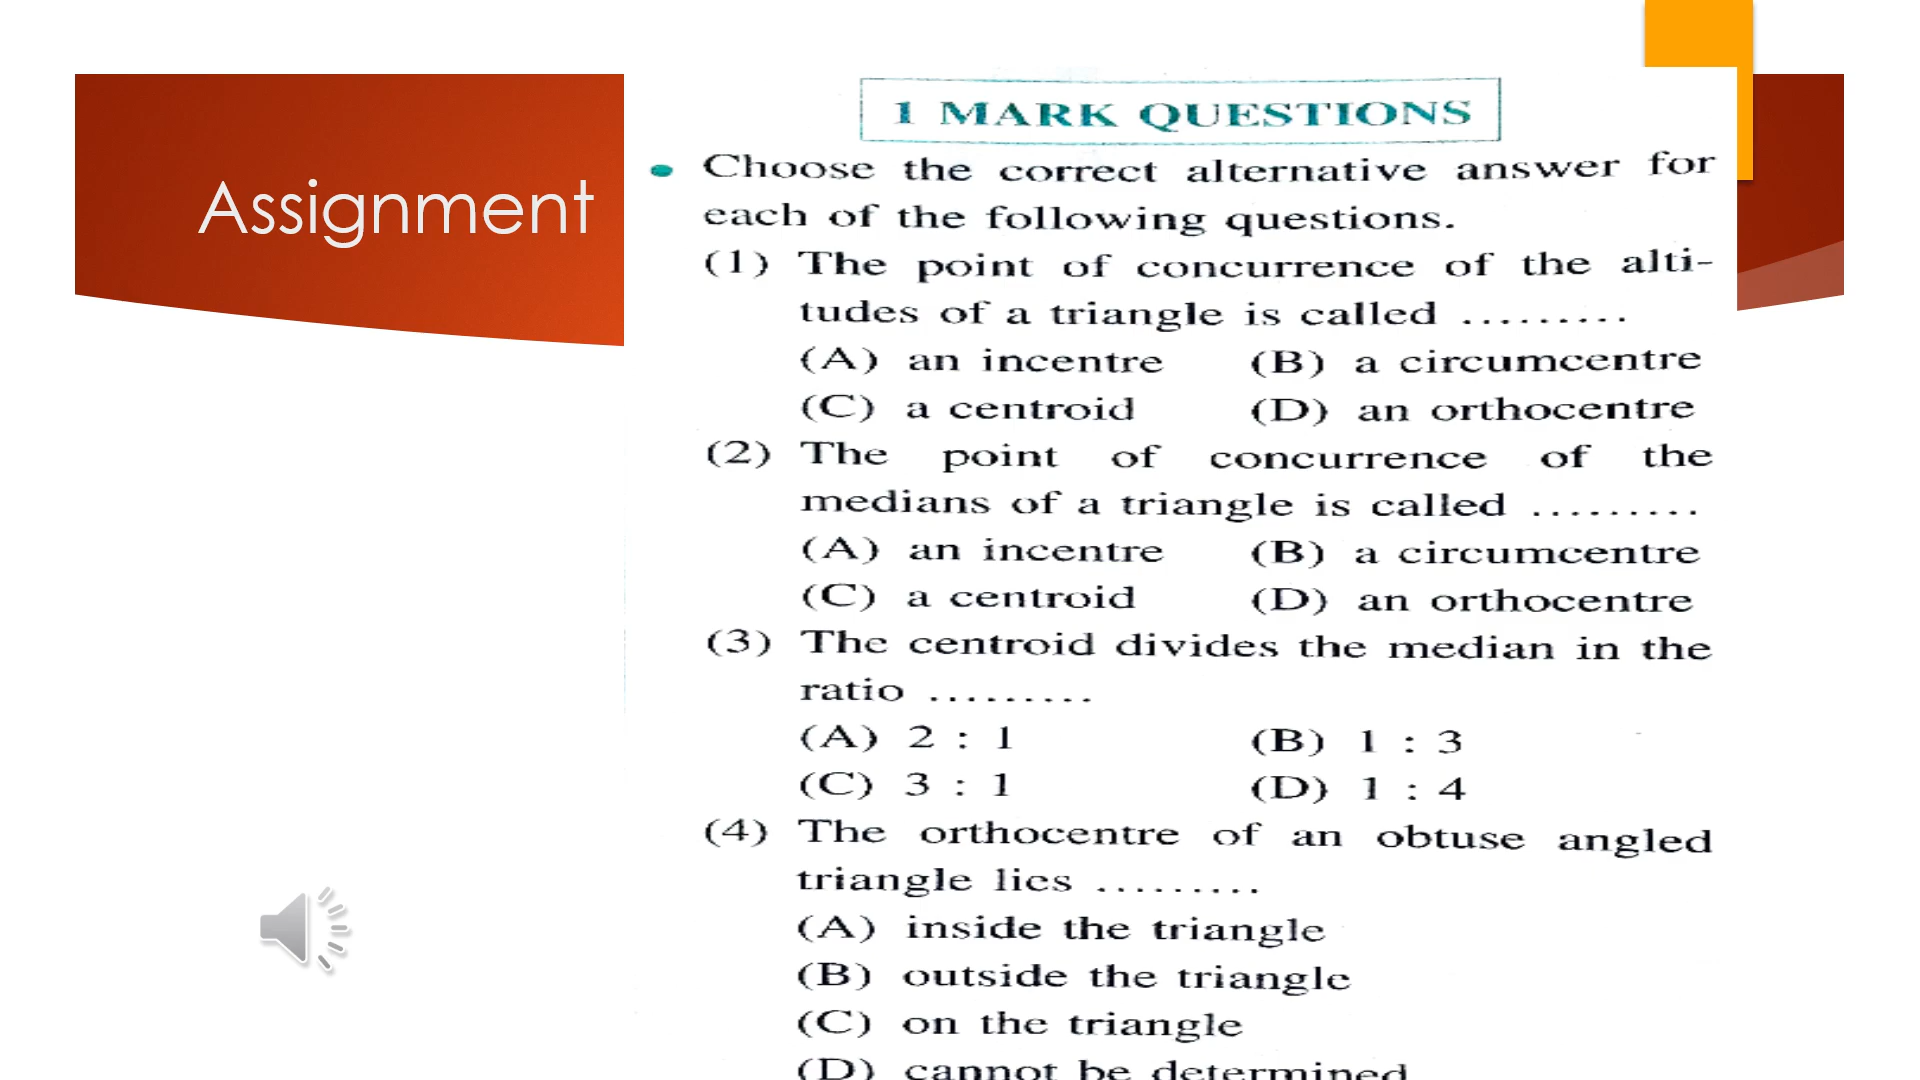 Assignment
1 MARK QUESTIONS
• Choose the correct alternative answer for
each of the following questions.
(1) The point of concurrence of the alti-
tudes of a triangle is called .........
(A) an incentre (B) a circumcentre
(C) a centroid (D) an orthocentre
(2) The point of concurrence of the
medians of a triangle is called .........
(A) an incentre (B) a circumcentre
(C) a centroid (D) an orthocentre
(3) The centroid divides the median in the
ratio .........
(A) 2 : 1 (B) 1 : 3
(C) 3 : 1 (D) 1 : 4
(4) The orthocentre of an obtuse angled
triangle lies .........
(A) inside the triangle
(B) outside the triangle
(C) on the triangle
(D) cannot be determined